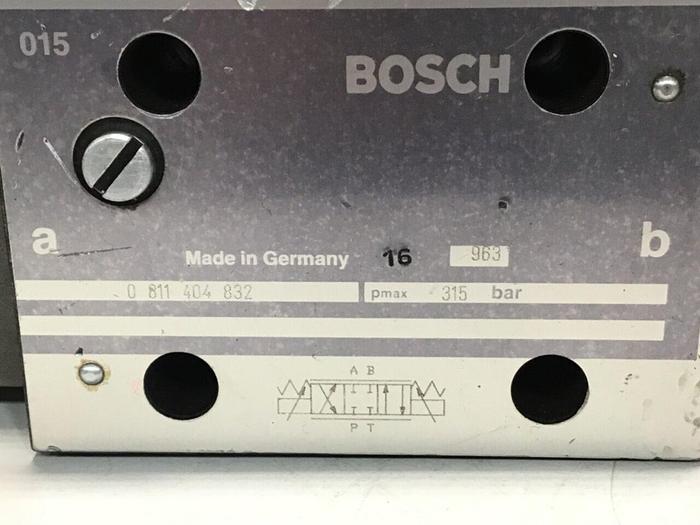 015
BOSCH
a
b
Made in Germany 16 963
0 811 404 832 pmax 315 bar
A B
P T